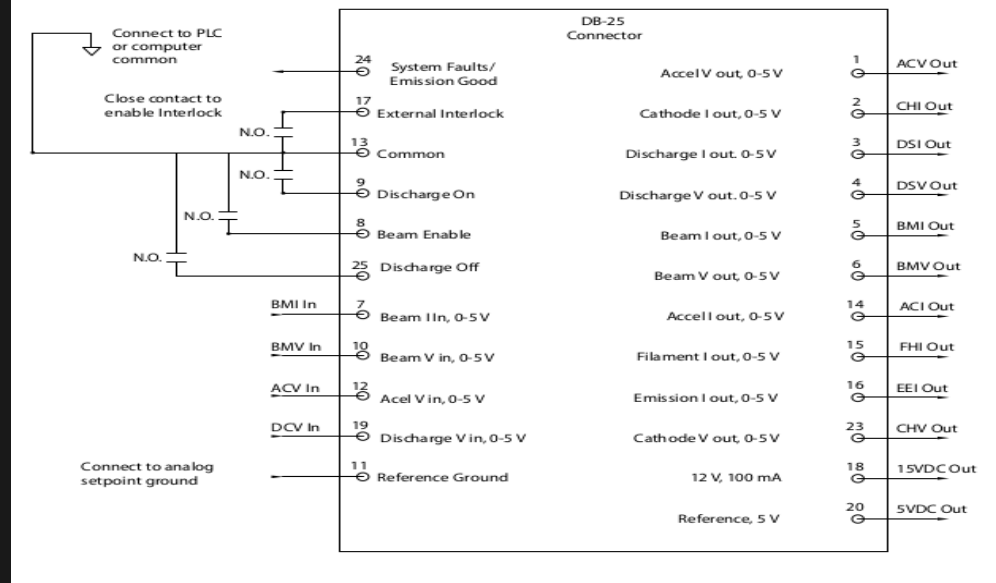 DB-25
Connector
Connect to PLC
or computer
common
24
System Faults/
Emission Good
1
Accel V out, 0-5V
ACV Out
Close contact to
enable Interlock
17
External Interlock
2
Cathode I out, 0-5 V
CHI Out
N.O.
13
Common
3
Discharge I out. 0-5 V
DSI Out
N.O.
9
Discharge On
4
Discharge V out. 0-5 V
DSV Out
N.O.
8
Beam Enable
5
Beam I out, 0-5 V
BMI Out
N.O.
25
Discharge Off
6
Beam V out, 0-5V
BMV Out
BMI In
7
Beam I In, 0-5 V
14
Accel I out, 0-5 V
ACI Out
BMV In
10
Beam V in, 0-5 V
15
Filament I out, 0-5 V
FHI Out
ACV In
12
Acel V in, 0-5 V
16
Emission I out, 0-5 V
EEI Out
DCV In
19
Discharge V in, 0-5 V
23
Cathode V out, 0-5V
CHV Out
Connect to analog
setpoint ground
11
Reference Ground
18
12 V, 100 mA
15VDC Out
20
Reference, 5 V
5VDC Out